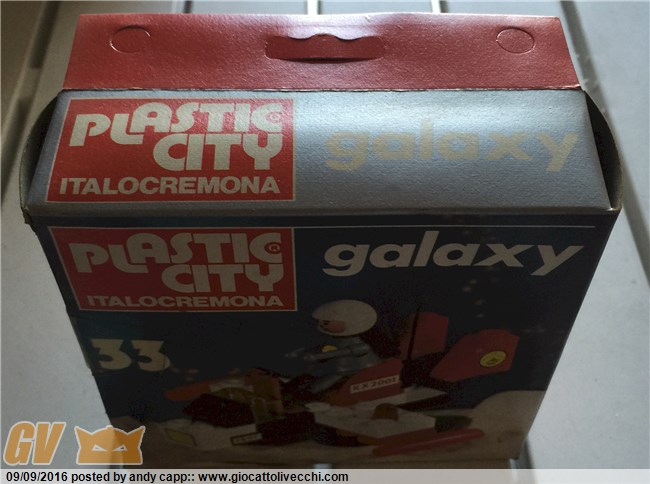 PLASTIC
CITY
ITALOCREMONA
galaxy
PLASTIC ®
CITY
ITALOCREMONA
galaxy
33
KK2001
GV
09/09/2016 posted by andy capp:: www.giocattolivecchi.com